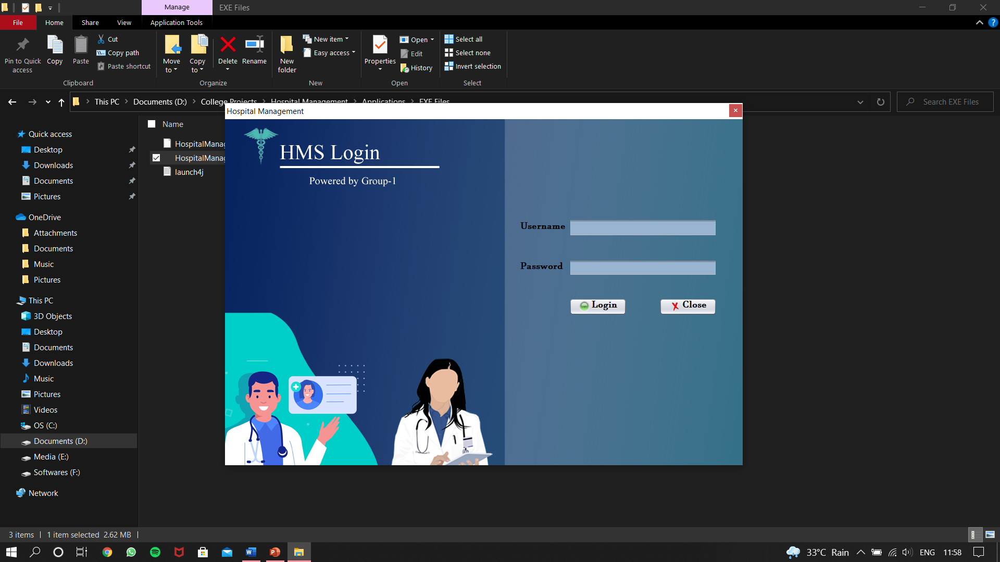 Manage
EXE Files
File
Home
Share
View
Application Tools
Pin to Quick access
Copy
Paste
Cut
Copy path
Paste shortcut
Clipboard
Move to
Copy to
Delete
Rename
Organize
New folder
New item
Easy access
New
Properties
Open
Edit
History
Open
Select all
Select none
Invert selection
Select
This PC
Documents (D:)
College Projects
Hospital Management
Applications
EXE Files
Search EXE Files
Quick access
Desktop
Downloads
Documents
Pictures
OneDrive
Attachments
Documents
Music
Pictures
This PC
3D Objects
Desktop
Documents
Downloads
Music
Pictures
Videos
OS (C:)
Documents (D:)
Media (E:)
Softwares (F:)
Network
Name
HospitalManag
HospitalManag
launch4j
Hospital Management
HMS Login
Powered by Group-1
Username
Password
Login
Close
3 items
1 item selected 2.62 MB
33°C Rain
ENG
11:58